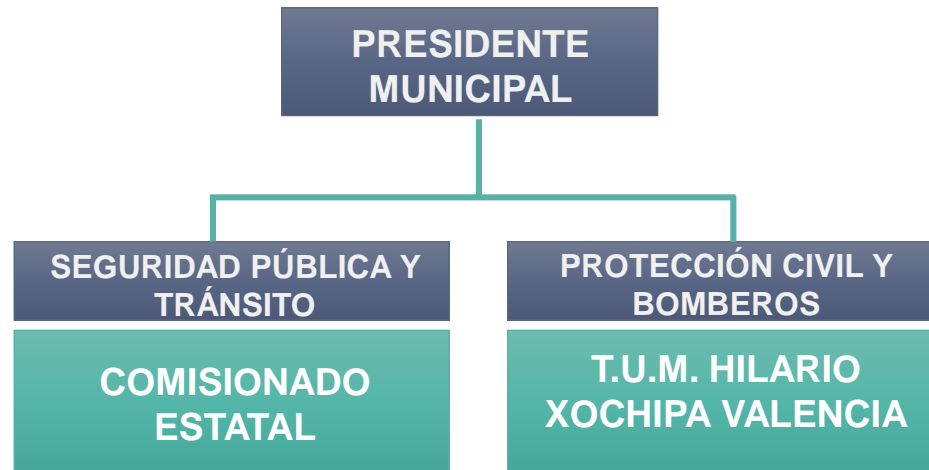 PRESIDENTE
MUNICIPAL
SEGURIDAD PÚBLICA Y
TRÁNSITO
COMISIONADO
ESTATAL
PROTECCIÓN CIVIL Y
BOMBEROS
T.U.M. HILARIO
XOCHIPA VALENCIA